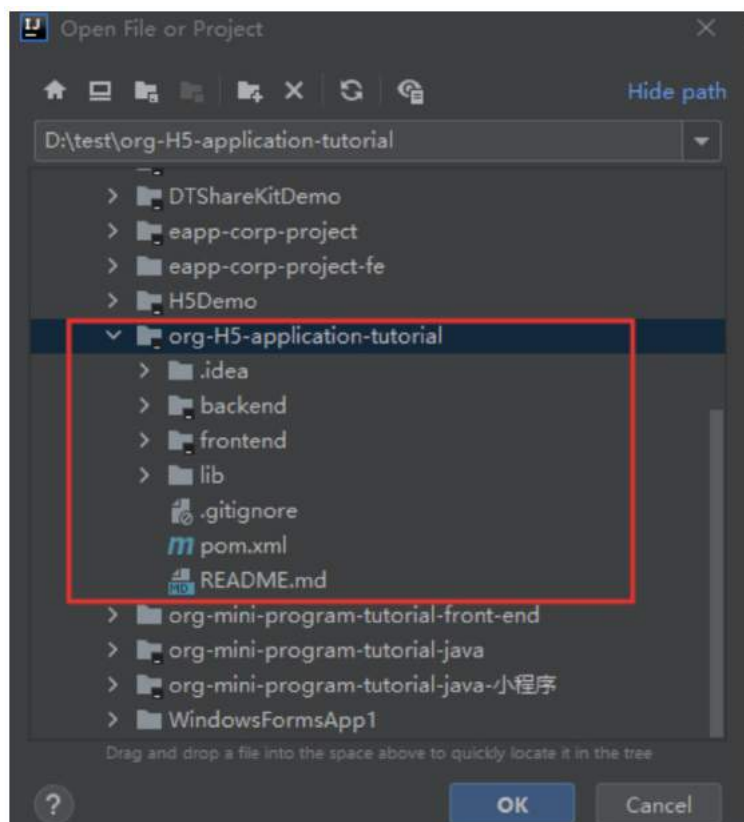 IJ Open File or Project
Hide path
D:\test\org-H5-application-tutorial
DTShareKitDemo
eapp-corp-project
eapp-corp-project-fe
H5Demo
org-H5-application-tutorial
.idea
backend
frontend
lib
.gitignore
m pom.xml
MD README.md
org-mini-program-tutorial-front-end
org-mini-program-tutorial-java
org-mini-program-tutorial-java-小程序
WindowsFormsApp1
Drag and drop a file into the space above to quickly locate it in the tree
? OK Cancel